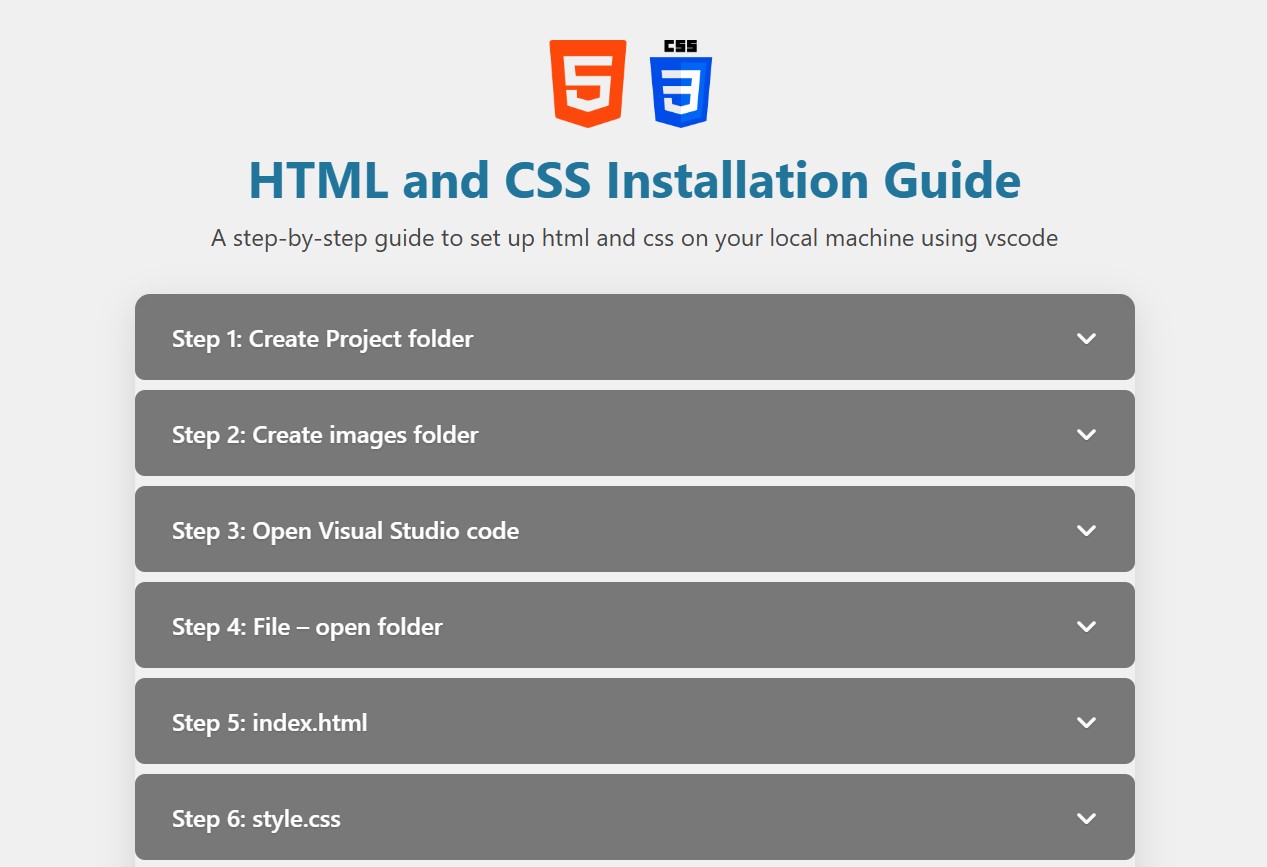 CSS
HTML and CSS Installation Guide
A step-by-step guide to set up html and css on your local machine using vscode
Step 1: Create Project folder
Step 2: Create images folder
Step 3: Open Visual Studio code
Step 4: File – open folder
Step 5: index.html
Step 6: style.css